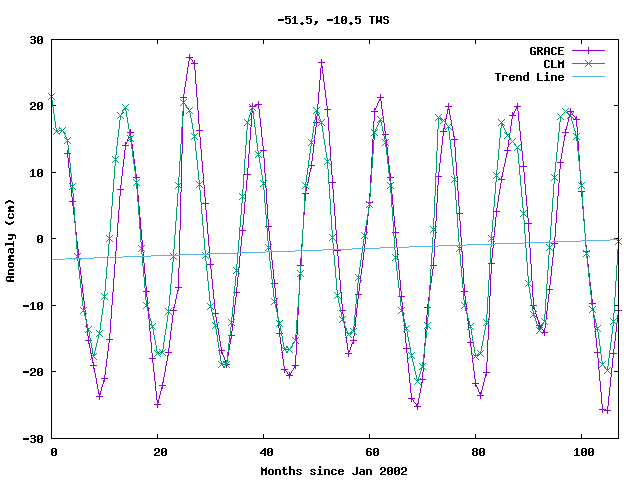 -51.5, -10.5 TWS
GRACE
CLM
Trend Line
30
20
10
0
-10
-20
-30
Anomaly (cm)
0 20 40 60 80 100
Months since Jan 2002